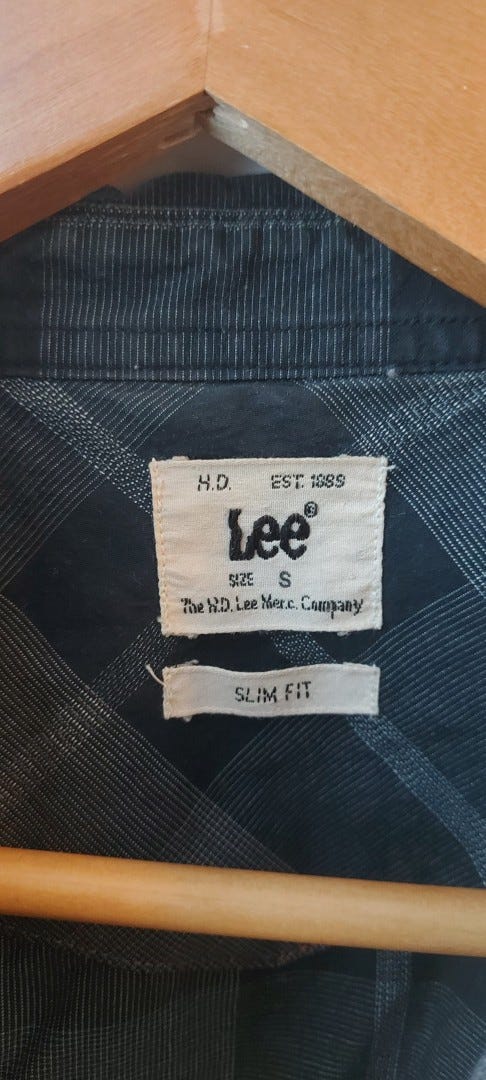 H.D. EST. 1889
Lee®
SIZE S
The H.D. Lee Merc. Company
SLIM FIT